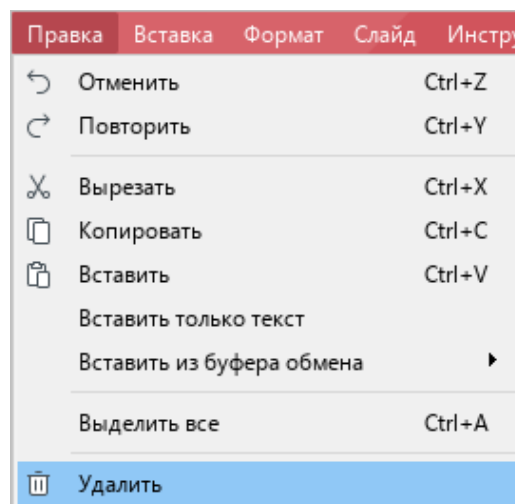 Правка Вставка Формат Слайд Инстру
Отменить Ctrl+Z
Повторить Ctrl+Y
Вырезать Ctrl+X
Копировать Ctrl+C
Вставить Ctrl+V
Вставить только текст
Вставить из буфера обмена
Выделить все Ctrl+A
Удалить